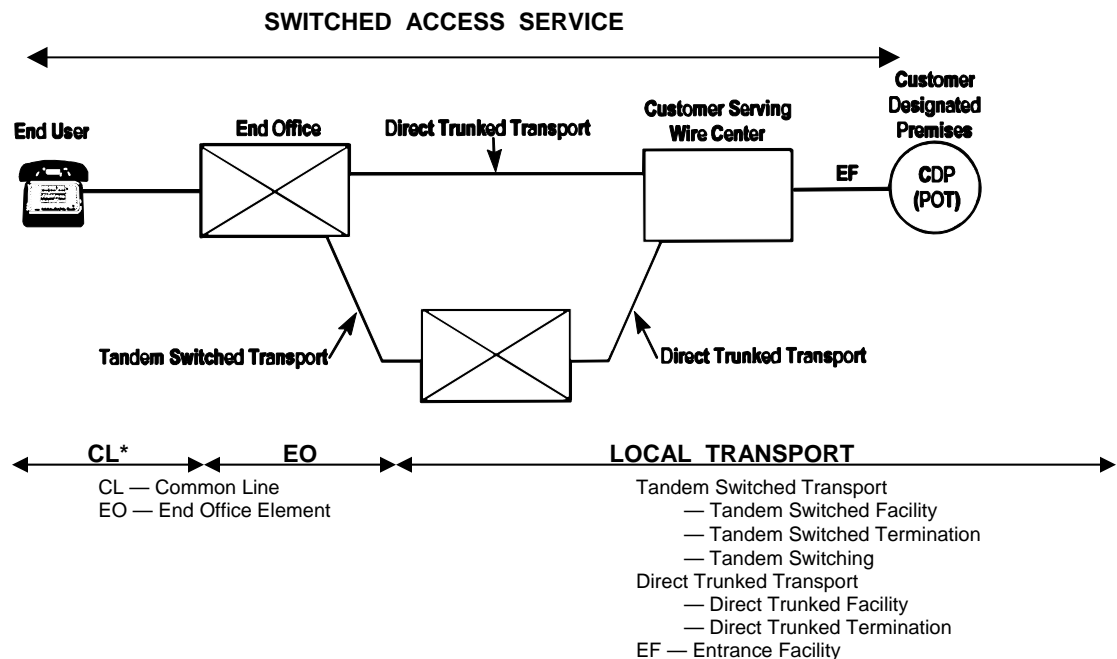 SWITCHED ACCESS SERVICE
Customer
Designated
Premises
End User
End Office
Direct Trunked Transport
Customer Serving
Wire Center
EF
CDP
(POT)
Tandem Switched Transport
Direct Trunked Transport
CL*
EO
LOCAL TRANSPORT
CL — Common Line
EO — End Office Element
Tandem Switched Transport
— Tandem Switched Facility
— Tandem Switched Termination
— Tandem Switching
Direct Trunked Transport
— Direct Trunked Facility
— Direct Trunked Termination
EF — Entrance Facility